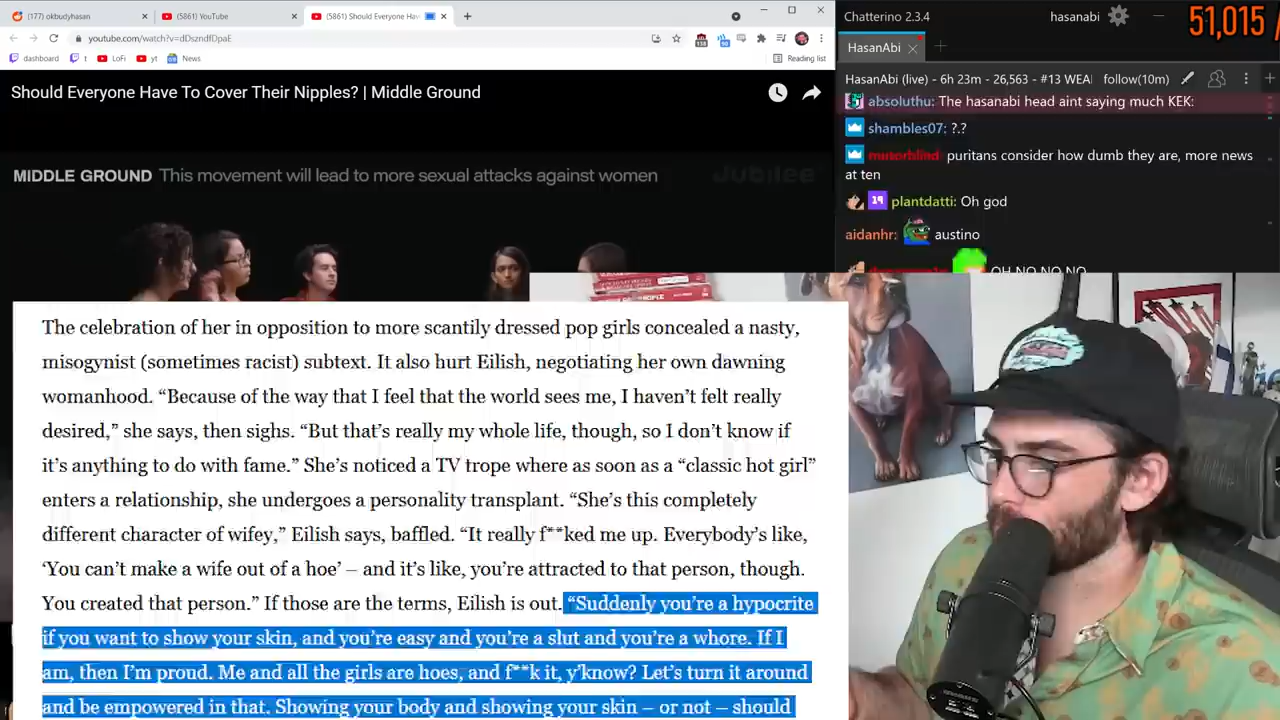 (177) okbudyhasan
(5861) YouTube
(5861) Should Everyone Hav
youtube.com/watch?v=dDszndfDpaE
dashboard
t
LoFi
yt
News
Reading list
Should Everyone Have To Cover Their Nipples? | Middle Ground
MIDDLE GROUND This movement will lead to more sexual attacks against women
Jubilee
The celebration of her in opposition to more scantily dressed pop girls concealed a nasty,
misogynist (sometimes racist) subtext. It also hurt Eilish, negotiating her own dawning
womanhood. “Because of the way that I feel that the world sees me, I haven’t felt really
desired,” she says, then sighs. “But that’s really my whole life, though, so I don’t know if
it’s anything to do with fame.” She’s noticed a TV trope where as soon as a “classic hot girl”
enters a relationship, she undergoes a personality transplant. “She’s this completely
different character of wifey,” Eilish says, baffled. “It really f**ked me up. Everybody’s like,
‘You can’t make a wife out of a hoe’ – and it’s like, you’re attracted to that person, though.
You created that person.” If those are the terms, Eilish is out. “Suddenly you’re a hypocrite
if you want to show your skin, and you’re easy and you’re a slut and you’re a whore. If I
am, then I’m proud. Me and all the girls are hoes, and f**k it, y’know? Let’s turn it around
and be empowered in that. Showing your body and showing your skin – or not – should
Chatterino 2.3.4
hasanabi
51,015 /
HasanAbi
HasanAbi (live) - 6h 23m - 26,563 - #13 WEA
follow(10m)
absoluthu: The hasanabi head aint saying much KEK:
shambles07: ?.?
puritans consider how dumb they are, more news
at ten
19 plantdatti: Oh god
aidanhr: austino
OH NO NO NO